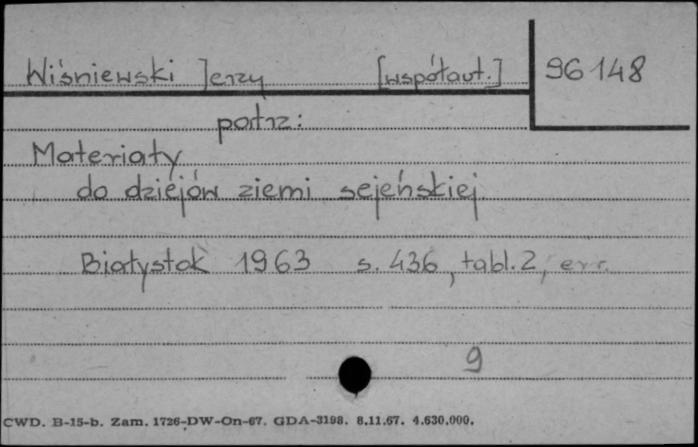 Wiśniewski Jerzy [współaut.] 96148
patrz:
Materiały
do dziejów ziemi sejeńskiej
Białystok 1963 s. 436, tabl. 2, err.
9
CWD. B-15-b. Zam. 1726-DW-On-67. GDA-3198. 8.11.67. 4.630.000.